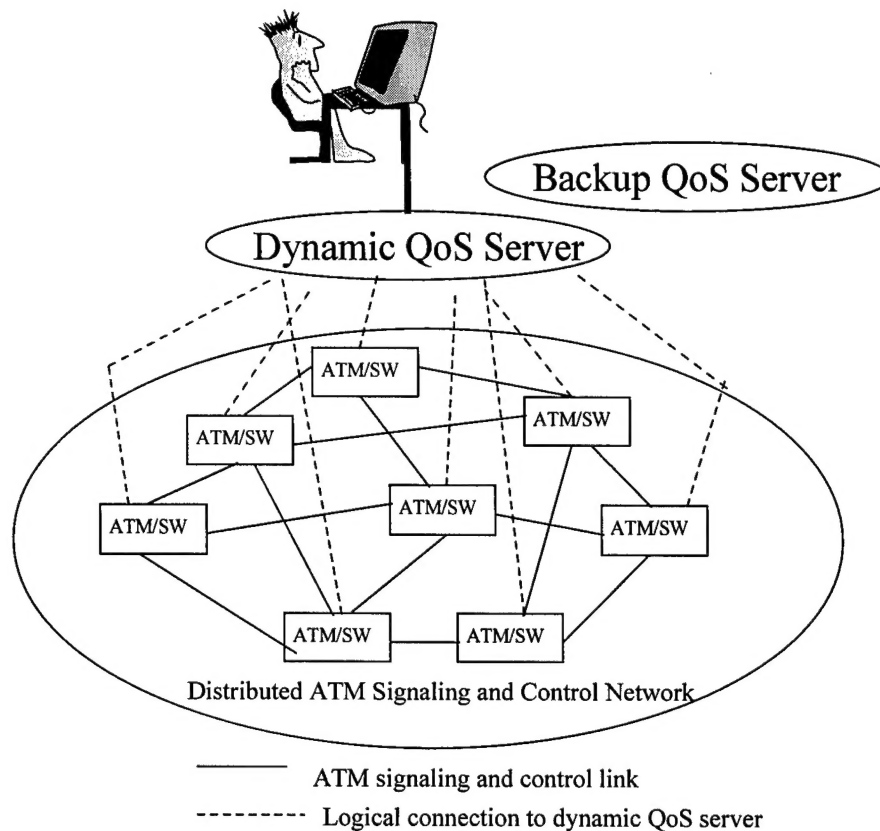 Backup QoS Server
Dynamic QoS Server
ATM/SW
ATM/SW
ATM/SW
ATM/SW
ATM/SW
ATM/SW
ATM/SW
ATM/SW
Distributed ATM Signaling and Control Network
ATM signaling and control link
Logical connection to dynamic QoS server